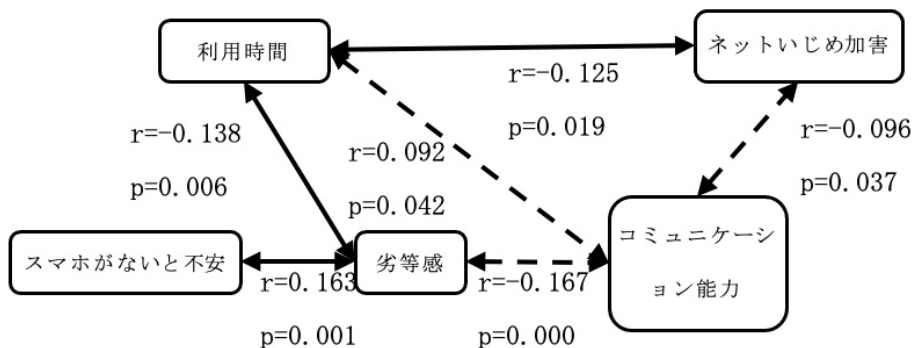 利用時間
ネットいじめ加害
r=-0.125
p=0.019
r=-0.138
p=0.006
r=0.092
p=0.042
r=-0.096
p=0.037
スマホがないと不安
劣等感
コミュニケーシ
ョン能力
r=0.163
p=0.001
r=-0.167
p=0.000